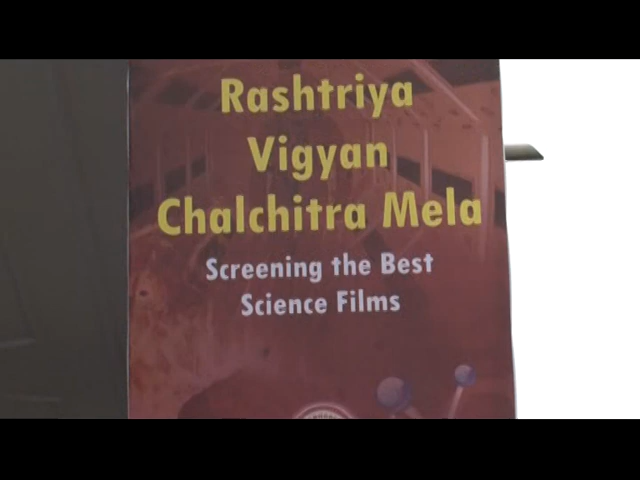 Rashtriya
Vigyan
Chalchitra Mela
Screening the Best
Science Films